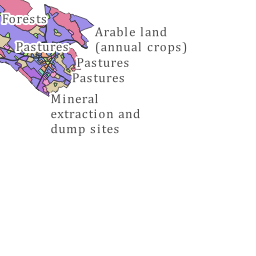 Forests
Arable land
(annual crops)
Pastures
Pastures
Pastures
Mineral
extraction and
dump sites